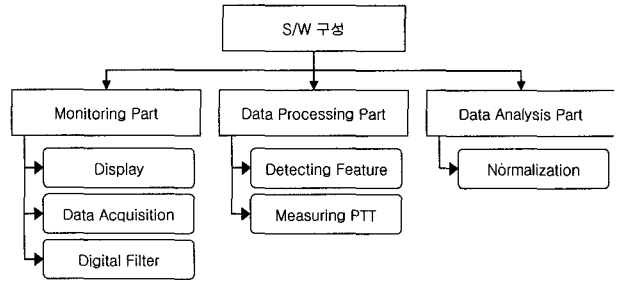 S/W 구성
Monitoring Part
Data Processing Part
Data Analysis Part
Display
Detecting Feature
Normalization
Data Acquisition
Measuring PTT
Digital Filter